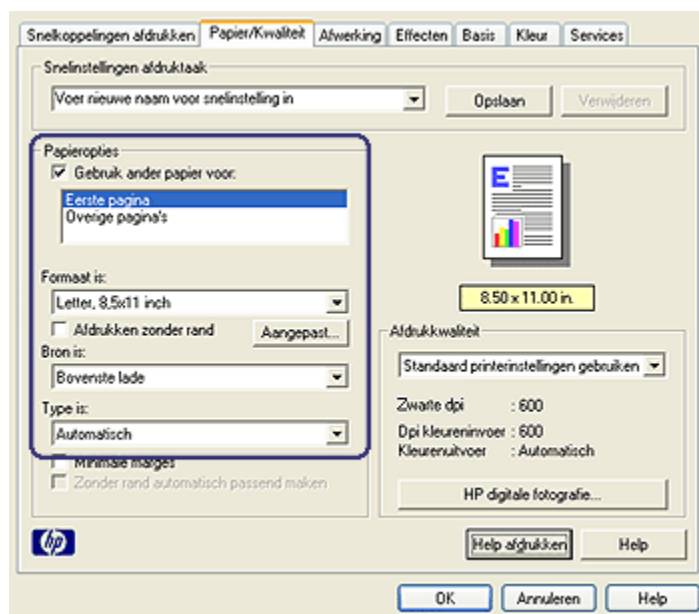 Snelkoppelingen afdrukken Papier/Kwaliteit Afwerking Effecten Basis Kleur Services
Snelinstellingen afdruktaak
Voer nieuwe naam voor snelinstelling in Opslaan Verwijderen
Papieropties
Gebruik ander papier voor:
Eerste pagina
Overige pagina's
Formaat is:
Letter, 8,5x11 inch
Afdrukken zonder rand Aangepast...
Bron is:
Bovenste lade
Type is:
Automatisch
Minimale marges
Zonder rand automatisch passend maken
E
8.50 x 11.00 in.
Afdrukkwaliteit
Standaard printerinstellingen gebruiken
Zwarte dpi : 600
Dpi kleureninvoer : 600
Kleurenuitvoer : Automatisch
HP digitale fotografie...
hp
Help afdrukken Help
OK Annuleren Help